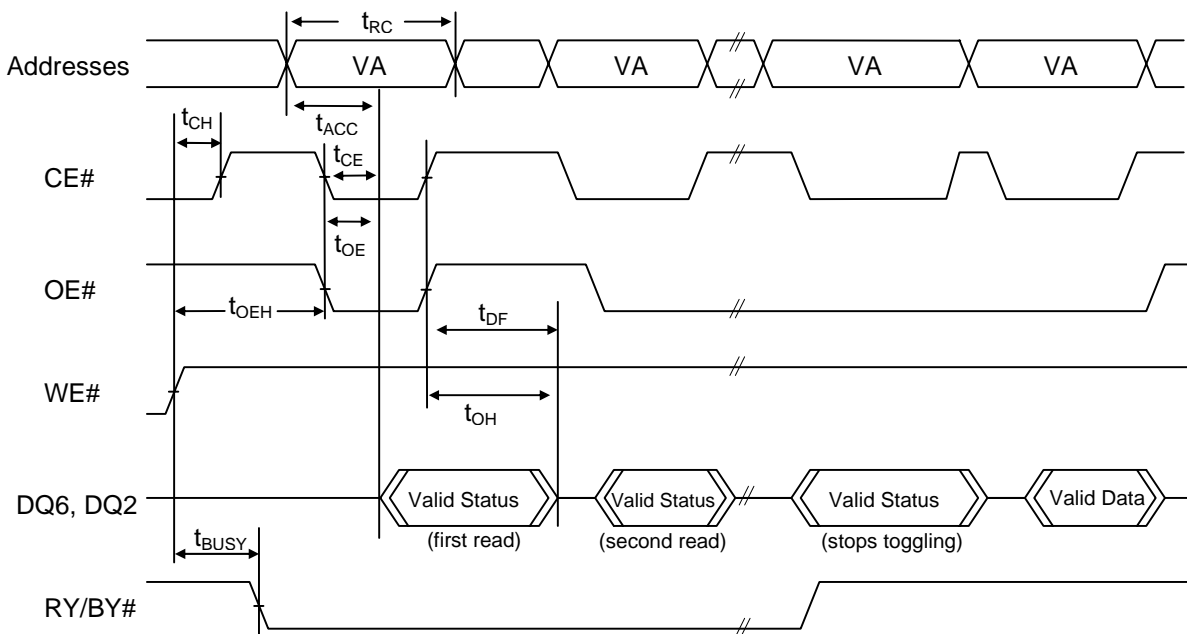 tRC
Addresses VA VA VA VA
tCH
tACC
CE# tCE
tOE
OE#
tOEH tDF
WE#
tOH
DQ6, DQ2 Valid Status Valid Status Valid Status Valid Data
(first read) (second read) (stops toggling)
tBUSY
RY/BY#